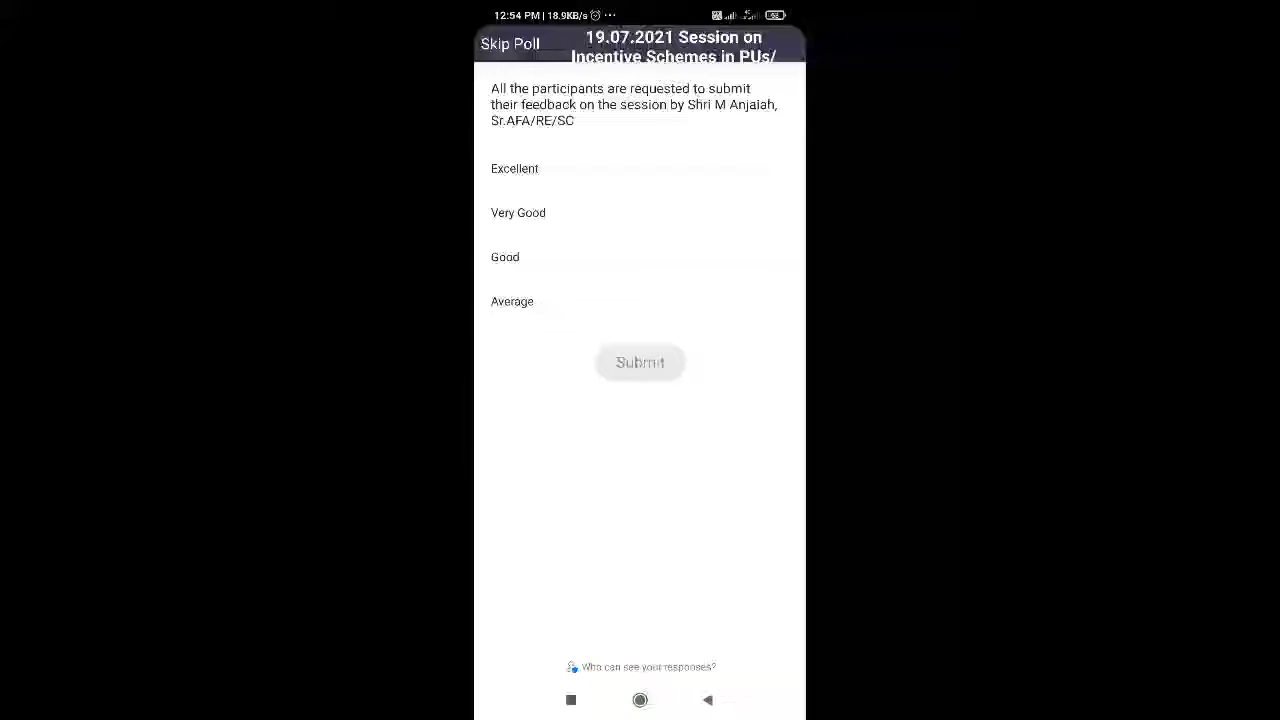 12:54 PM | 18.9KB/s ...
Skip Poll
19.07.2021 Session on
Incentive Schemes in PUs/
All the participants are requested to submit
their feedback on the session by Shri M Anjaiah,
Sr.AFA/RE/SC
Excellent
Very Good
Good
Average
Submit
Who can see your responses?